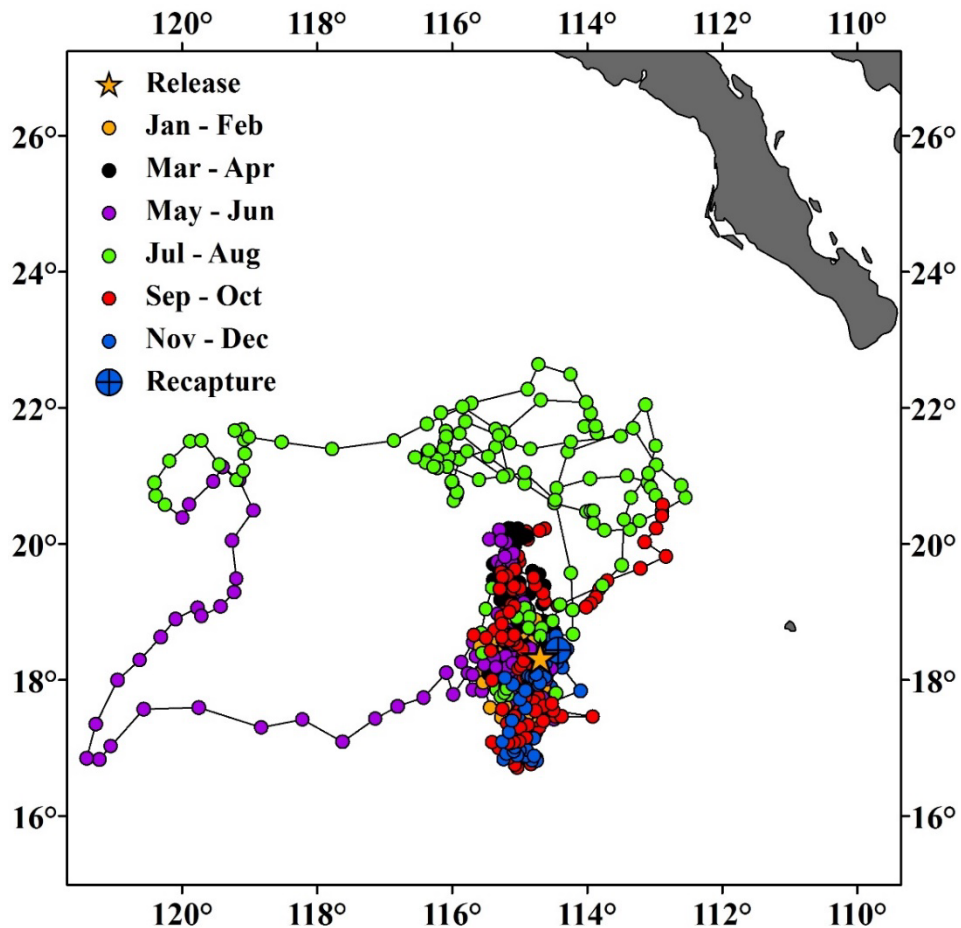 120° 118° 116° 114° 112° 110°
Release
Jan - Feb
26° 26°
Mar - Apr
May - Jun
Jul - Aug
24° 24°
Sep - Oct
Nov - Dec
Recapture
22° 22°
20° 20°
18° 18°
16° 16°
120° 118° 116° 114° 112° 110°